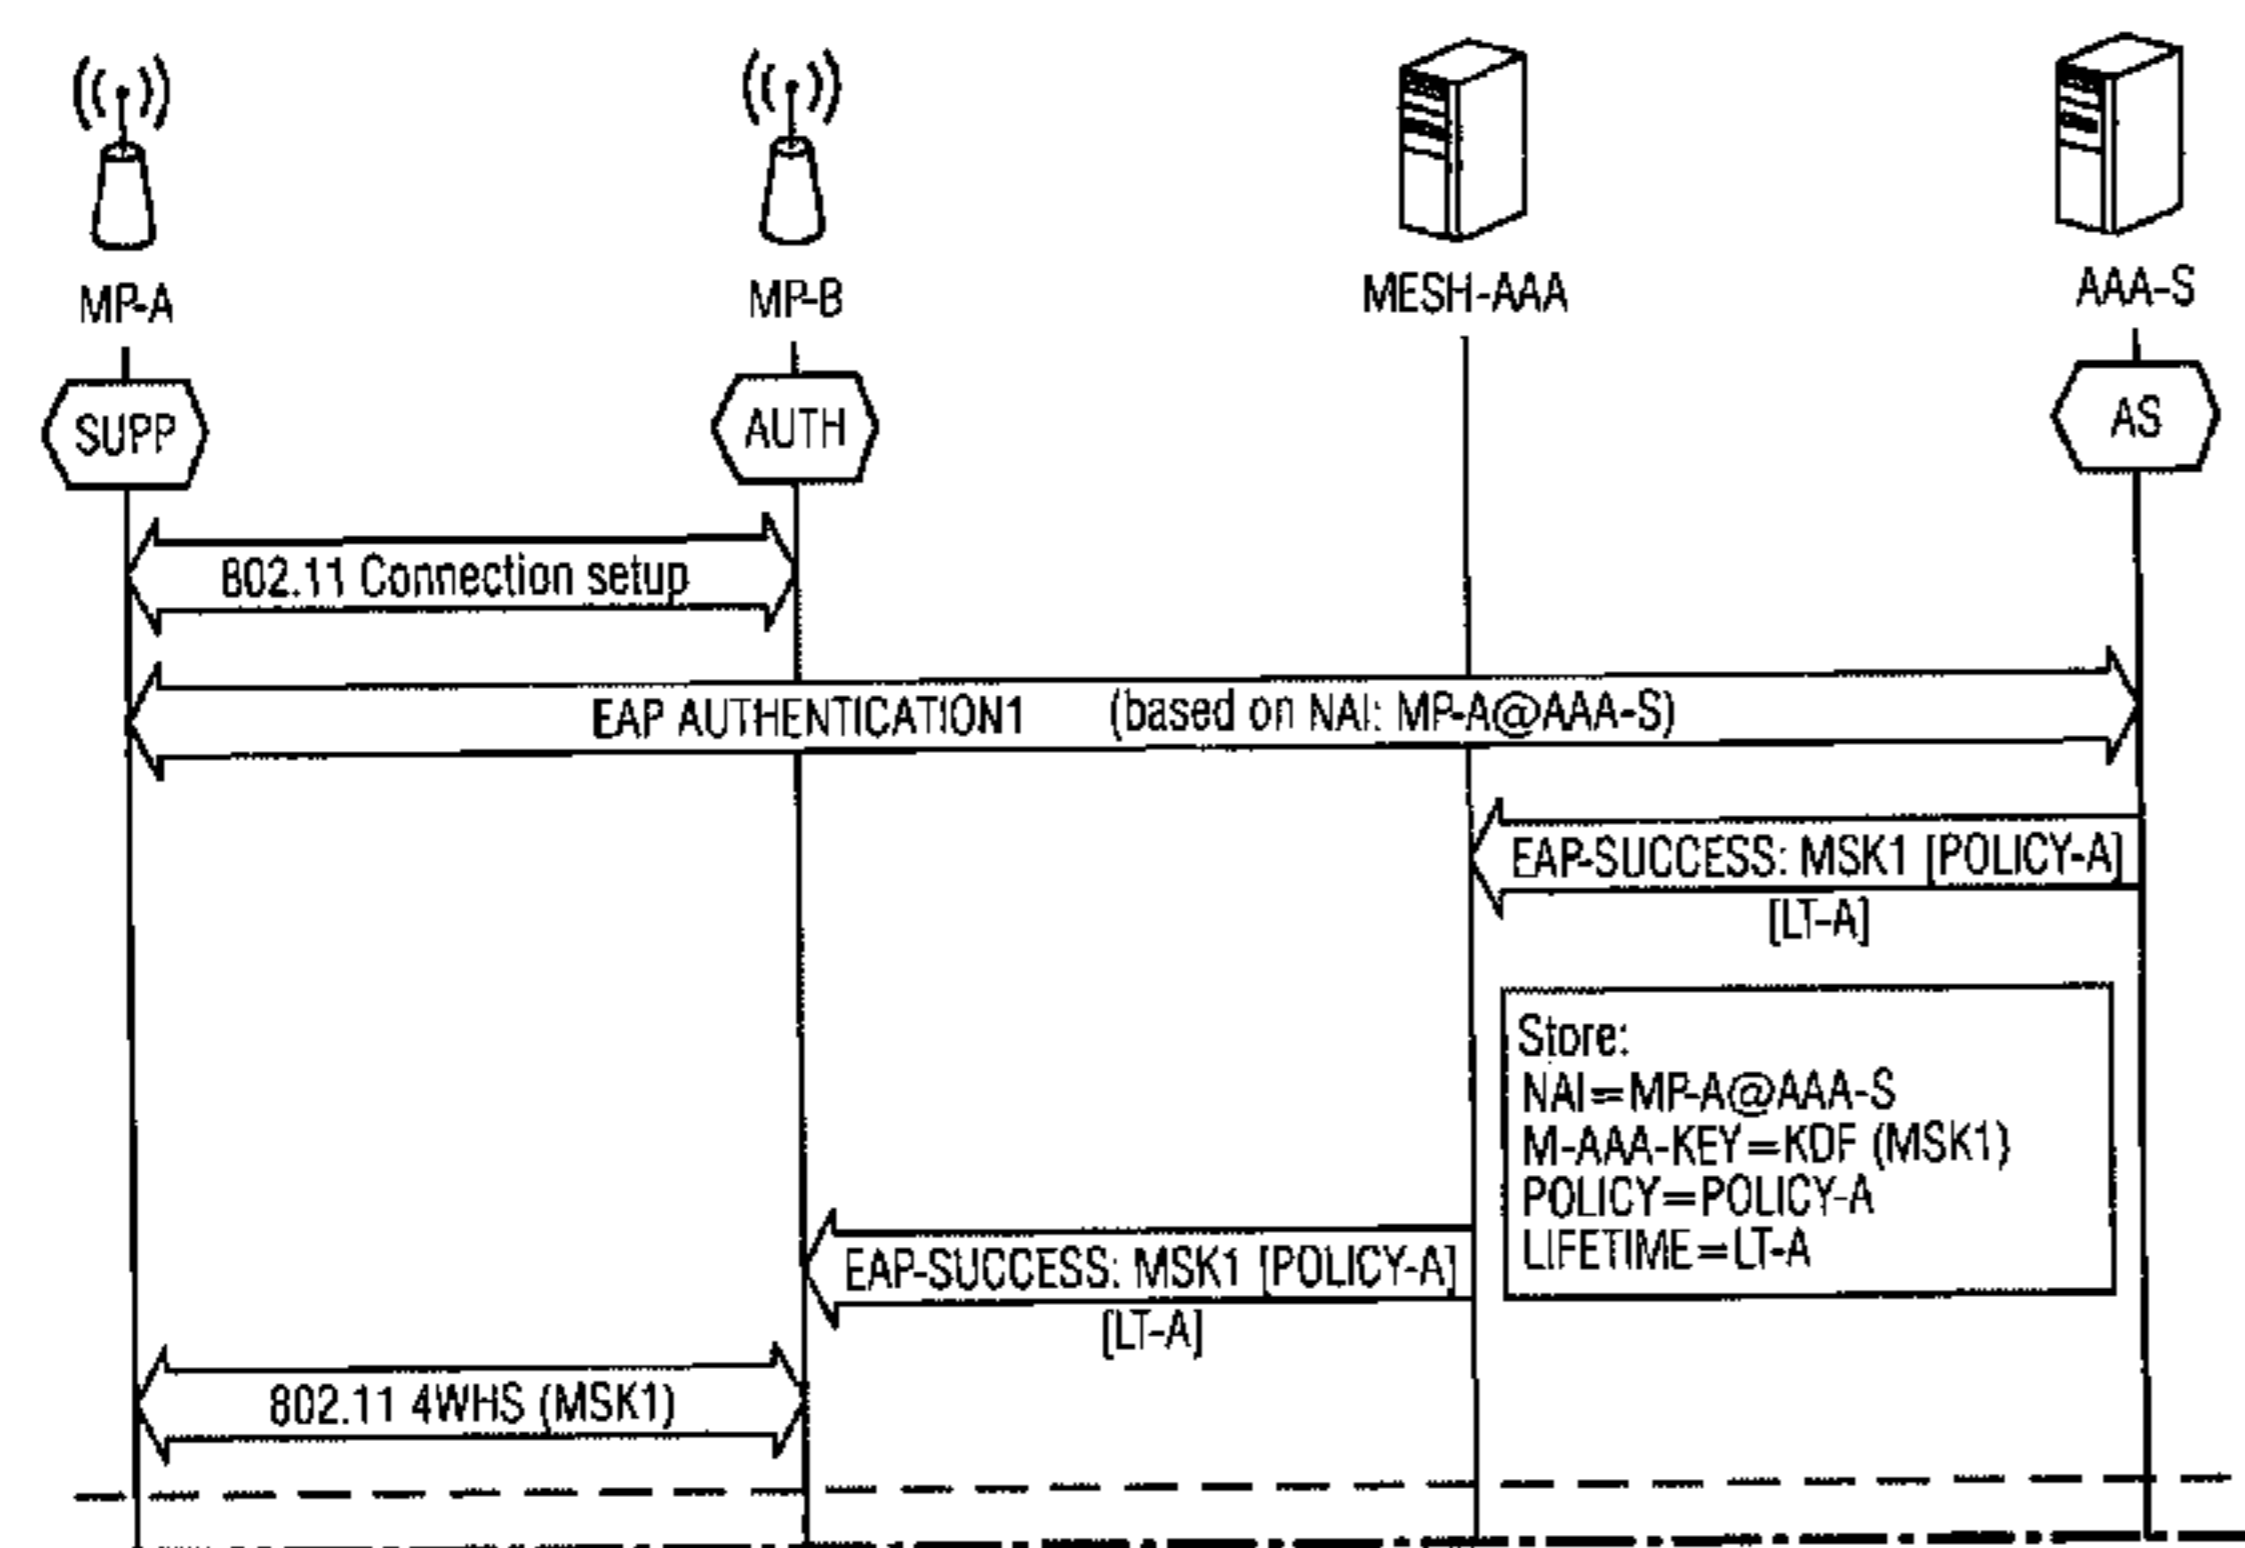 MP-A
MP-B
MESH-AAA
AAA-S
SUPP
AUTH
AS
802.11 Connection setup
EAP AUTHENTICATION1 (based on NAI: MP-A@AAA-S)
EAP-SUCCESS: MSK1 [POLICY-A]
[LT-A]
Store:
NAI=MP-A@AAA-S
M-AAA-KEY=KDF (MSK1)
POLICY=POLICY-A
LIFETIME=LT-A
EAP-SUCCESS: MSK1 [POLICY-A]
[LT-A]
802.11 4WHS (MSK1)